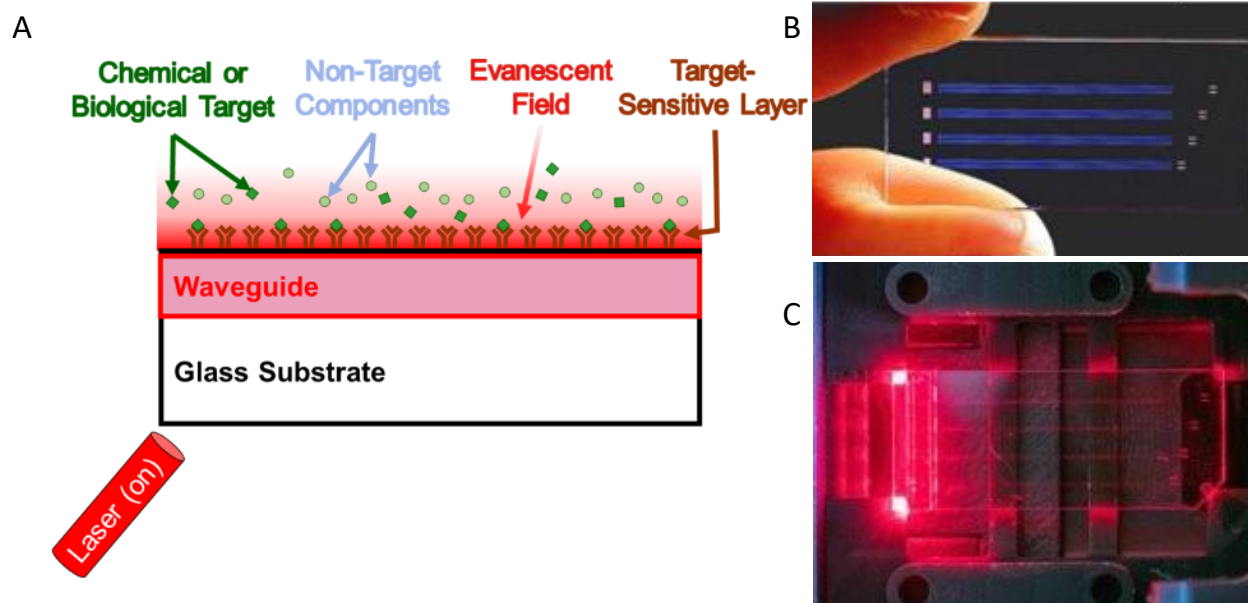 A
B
Chemical or
Biological Target
Non-Target
Components
Evanescent
Field
Target-
Sensitive Layer
Waveguide
Glass Substrate
Laser (on)
C